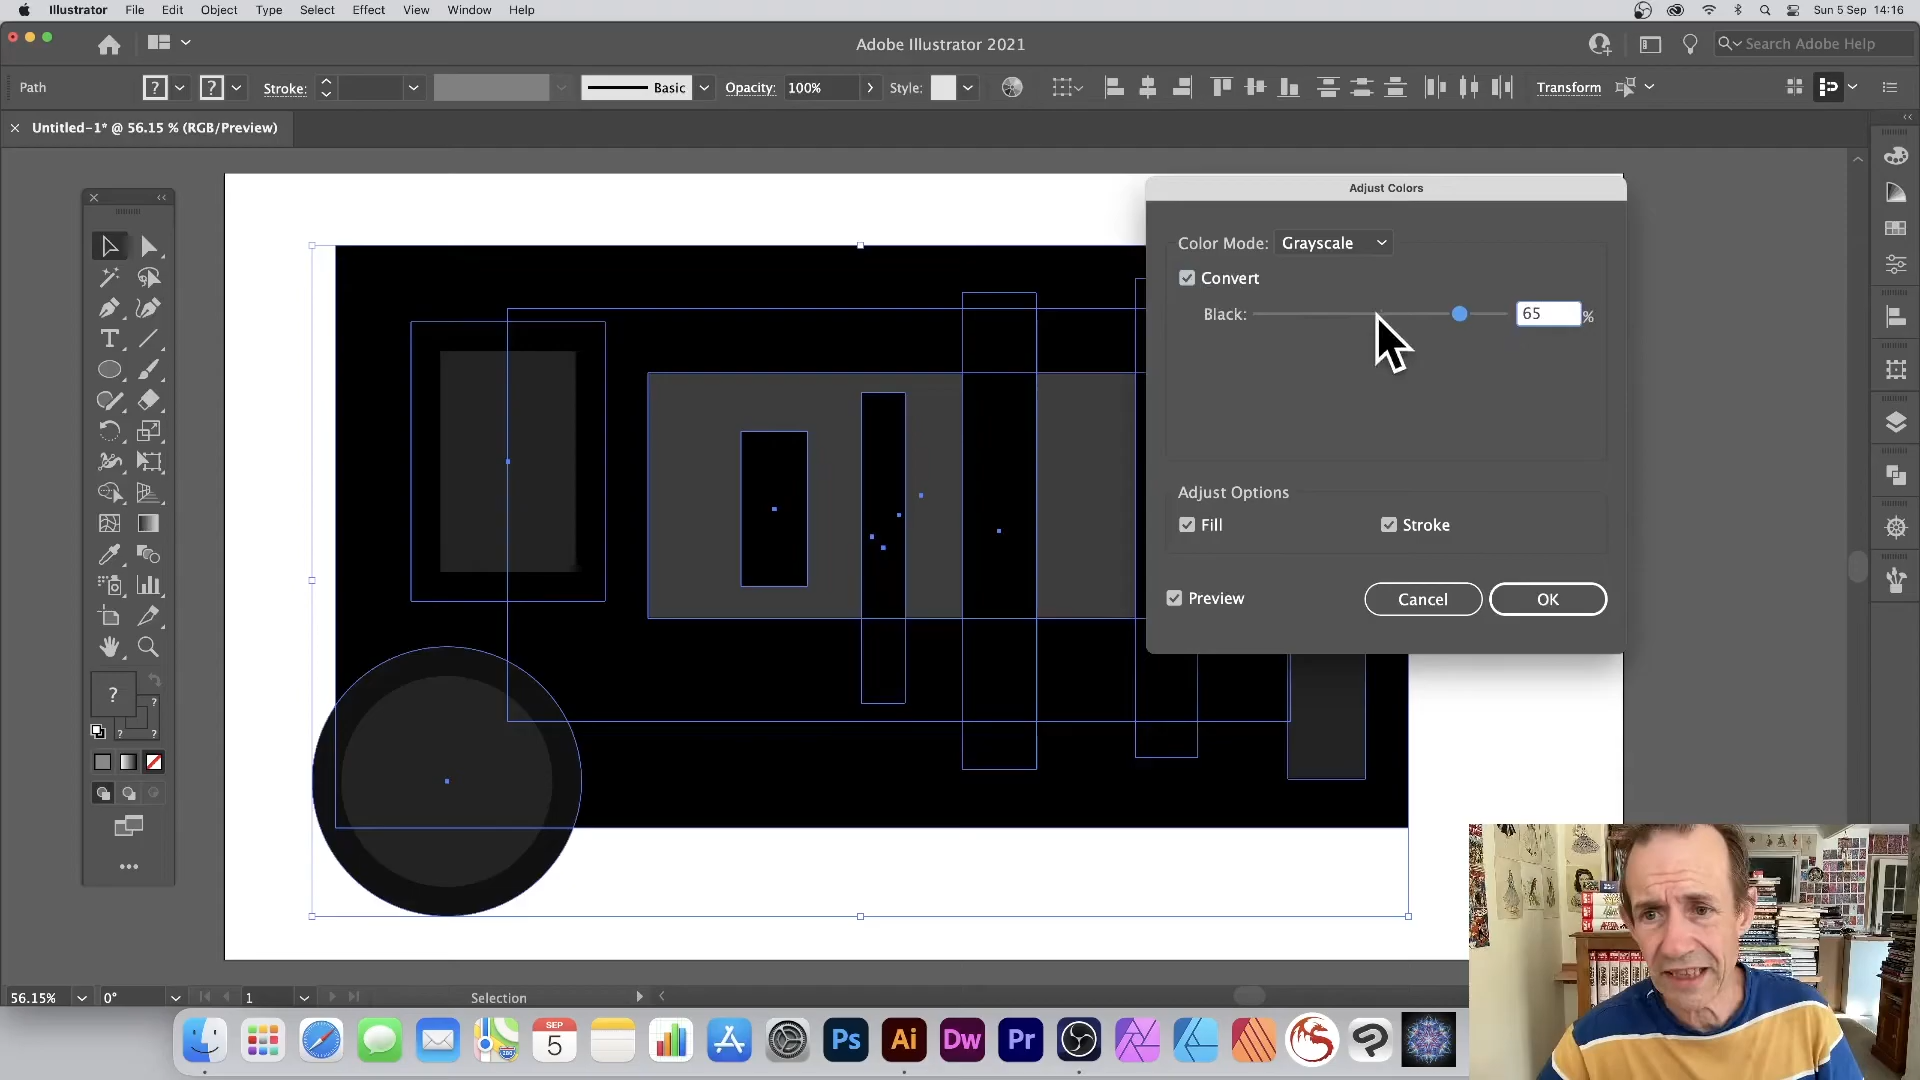 Illustrator File Edit Object Type Select Effect View Window Help
Sun 5 Sep 14:16
Adobe Illustrator 2021
Search Adobe Help
Path
?
?
Stroke:
Basic
Opacity:
100%
Style:
Transform
Untitled-1* @ 56.15 % (RGB/Preview)
Adjust Colors
Color Mode: Grayscale
Convert
Black:
65
%
Adjust Options
Fill
Stroke
Preview
Cancel
OK
T
?
?
?
?
56.15%
0°
1
Selection
SEP
5
Ps
Ai
Dw
Pr